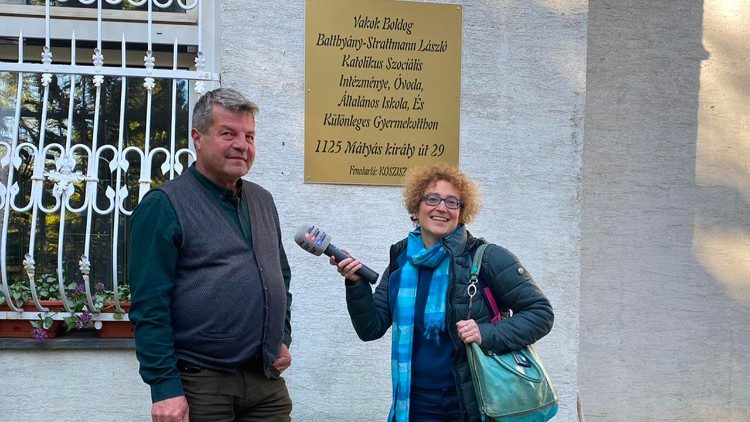 Vakok Boldog
Batthyány-Strattmann László
Katolikus Szociális
Intézménye, Óvoda,
Általános Iskola, És
Különleges Gyermekotthon
1125 Mátyás király út 29
Fenntartó: KOSZISZ